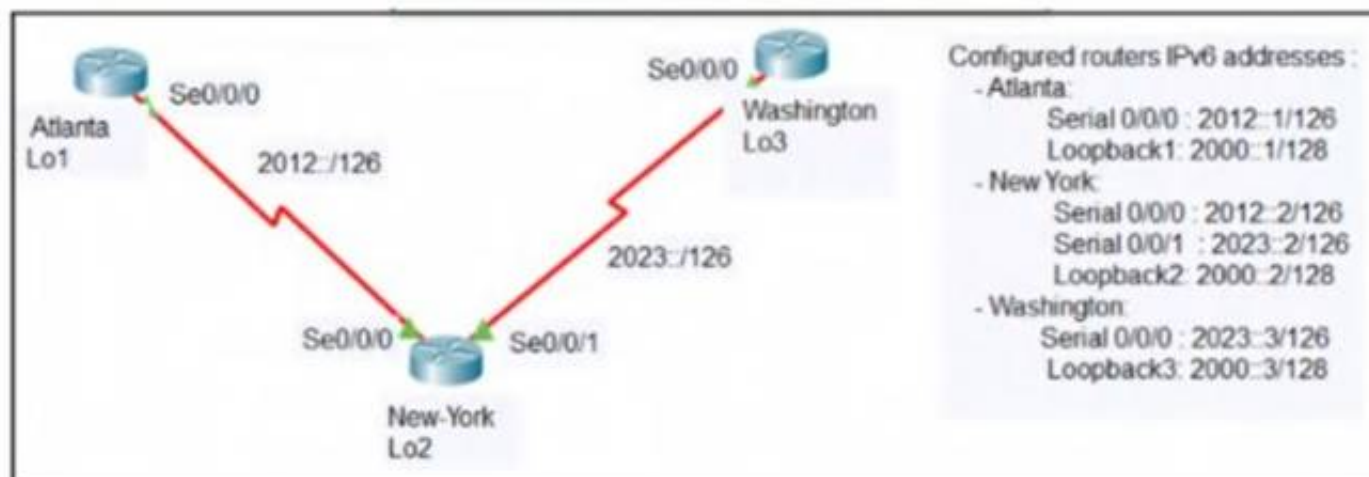 Se0/0/0
Atlanta
Lo1
2012::/126
Se0/0/0
Washington
Lo3
2023::/126
Se0/0/0
Se0/0/1
New-York
Lo2
Configured routers IPv6 addresses :
- Atlanta:
Serial 0/0/0 : 2012::1/126
Loopback1: 2000::1/128
- New York:
Serial 0/0/0 : 2012::2/126
Serial 0/0/1 : 2023::2/126
Loopback2: 2000::2/128
- Washington:
Serial 0/0/0 : 2023::3/126
Loopback3: 2000::3/128